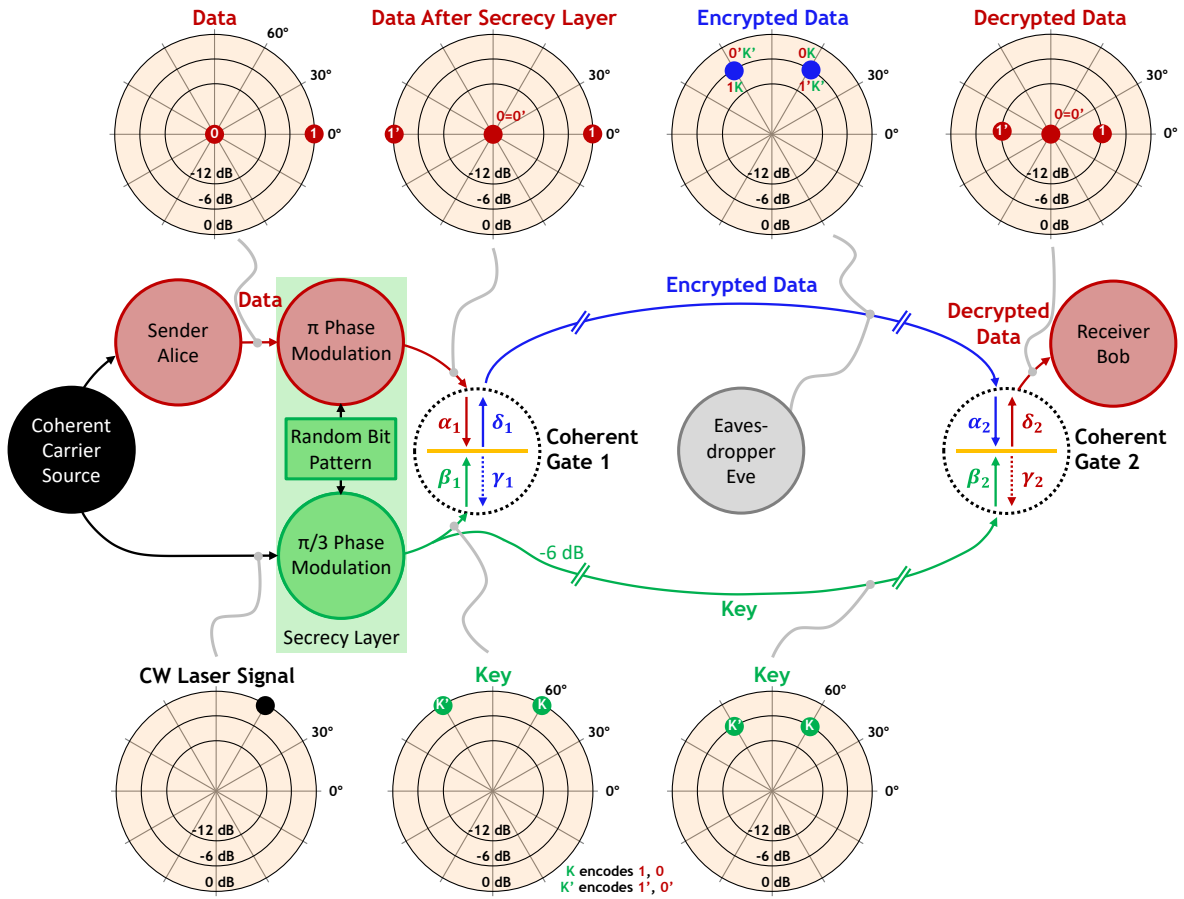 Data
60°
30°
0°
0
1
-12 dB
-6 dB
0 dB
Data After Secrecy Layer
30°
0°
1'
0=0'
1
-12 dB
-6 dB
0 dB
Encrypted Data
0'K'
0K
1K
1'K'
30°
0°
-12 dB
-6 dB
0 dB
Decrypted Data
30°
0°
1'
0=0'
1
-12 dB
-6 dB
0 dB
Coherent
Carrier
Source
Sender
Alice
Data
π Phase
Modulation
Random Bit
Pattern
π/3 Phase
Modulation
Secrecy Layer
α1
δ1
β1
γ1
Coherent
Gate 1
Encrypted Data
Eaves-
dropper
Eve
-6 dB
Key
α2
δ2
β2
γ2
Coherent
Gate 2
Decrypted
Data
Receiver
Bob
CW Laser Signal
30°
0°
-12 dB
-6 dB
0 dB
Key
K'
K
60°
30°
0°
-12 dB
-6 dB
0 dB
K encodes 1, 0
K' encodes 1', 0'
Key
K'
K
60°
30°
0°
-12 dB
-6 dB
0 dB